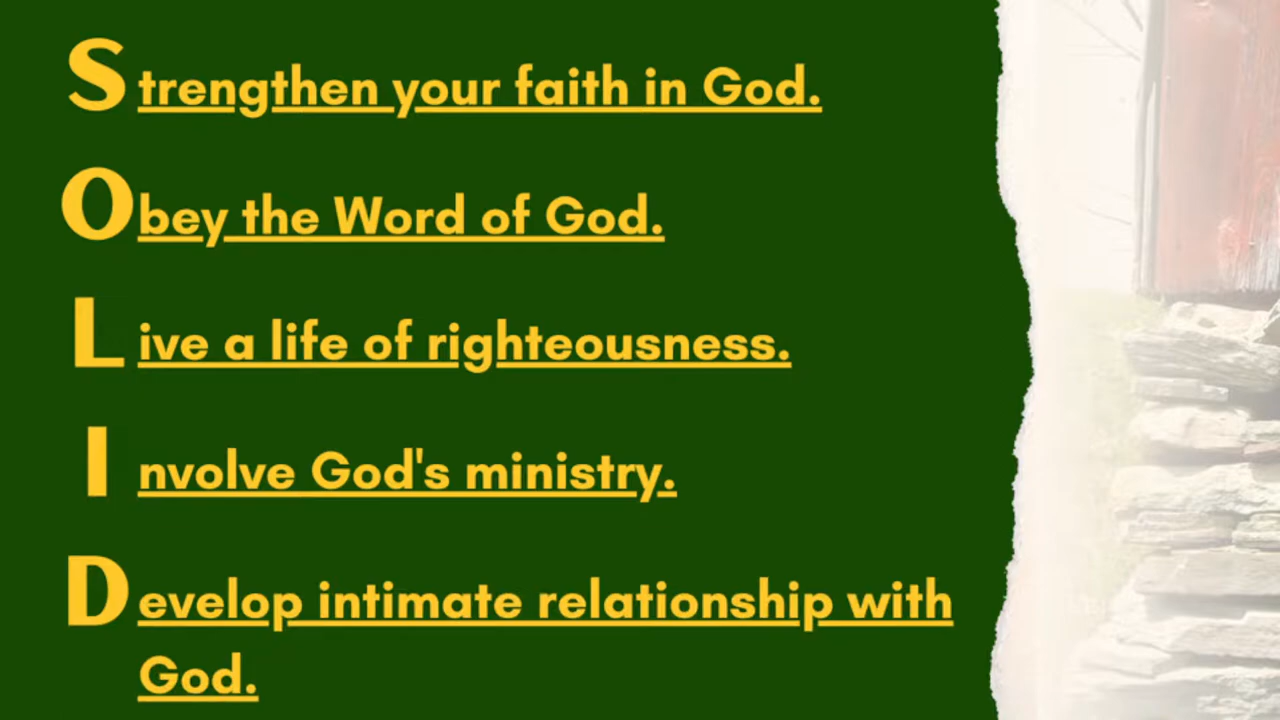 Strengthen your faith in God.
Obey the Word of God.
Live a life of righteousness.
Involve God's ministry.
Develop intimate relationship with
God.